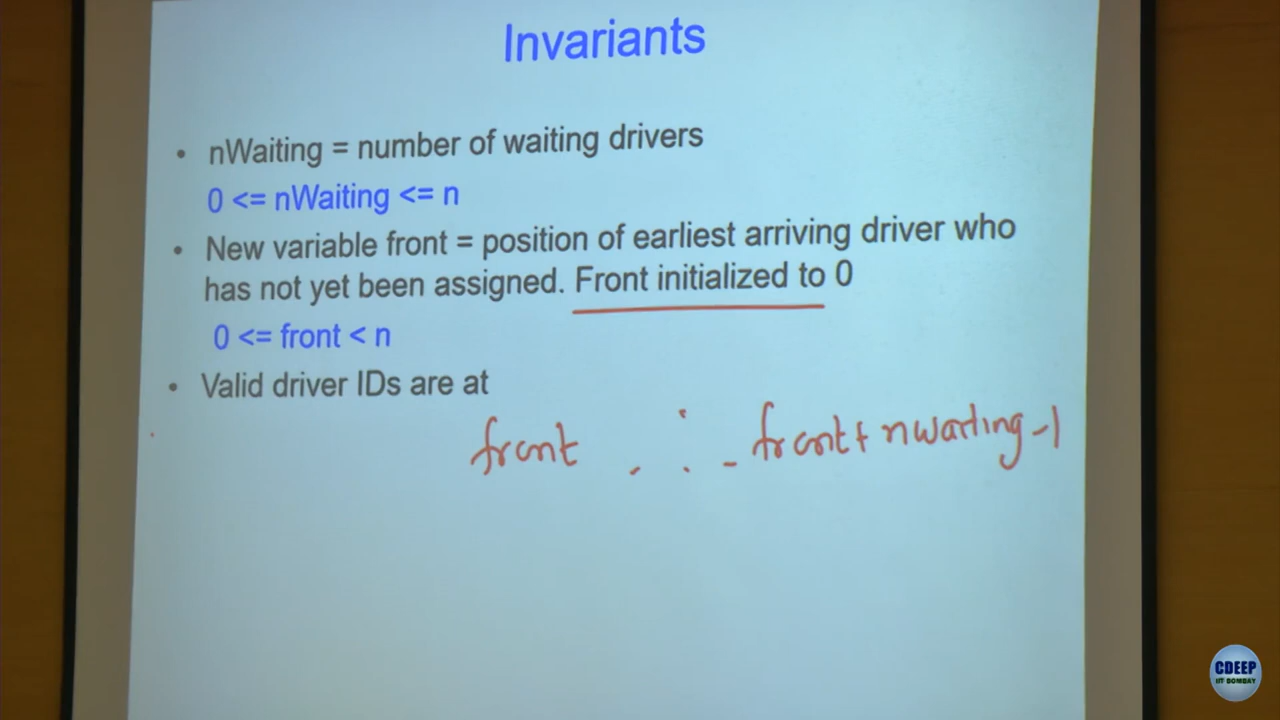 Invariants
• nWaiting = number of waiting drivers
0 <= nWaiting <= n
• New variable front = position of earliest arriving driver who
has not yet been assigned. Front initialized to 0
0 <= front < n
• Valid driver IDs are at
front . . . - front + nwaiting -1
CDEEP
IIT BOMBAY